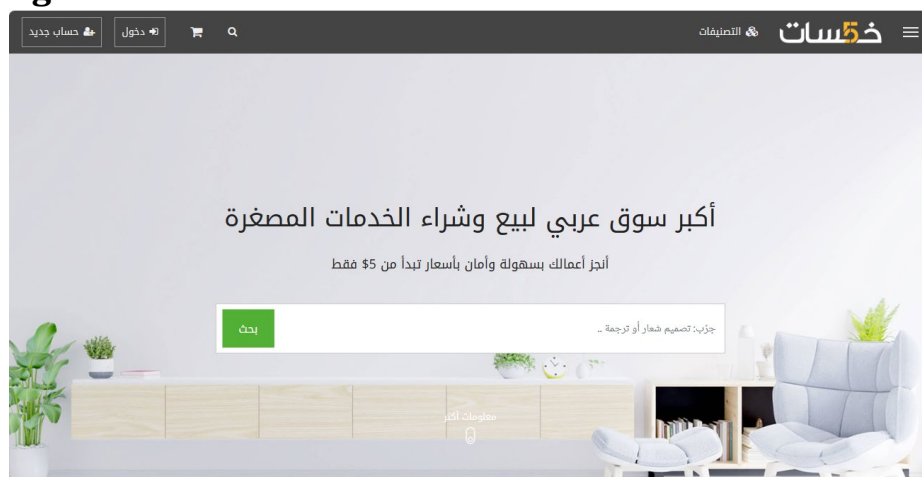 خمسات
التصنيفات
دخول
حساب جديد
أكبر سوق عربي لبيع وشراء الخدمات المصغرة
أنجز أعمالك بسهولة وأمان بأسعار تبدأ من 5$ فقط
جرّب: تصميم شعار أو ترجمة ..
بحث
معلومات أكثر